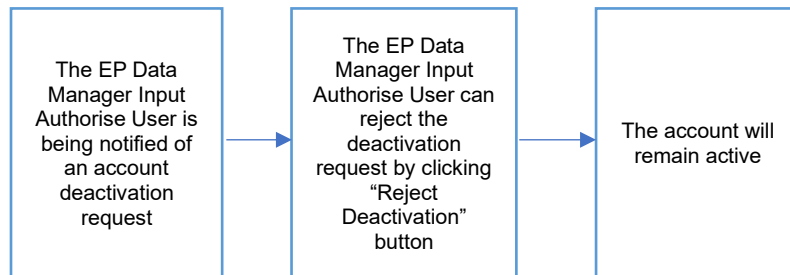 The EP Data
Manager Input
Authorise User is
being notified of
an account
deactivation
request
The EP Data
Manager Input
Authorise User can
reject the
deactivation
request by clicking
“Reject
Deactivation”
button
The account will
remain active